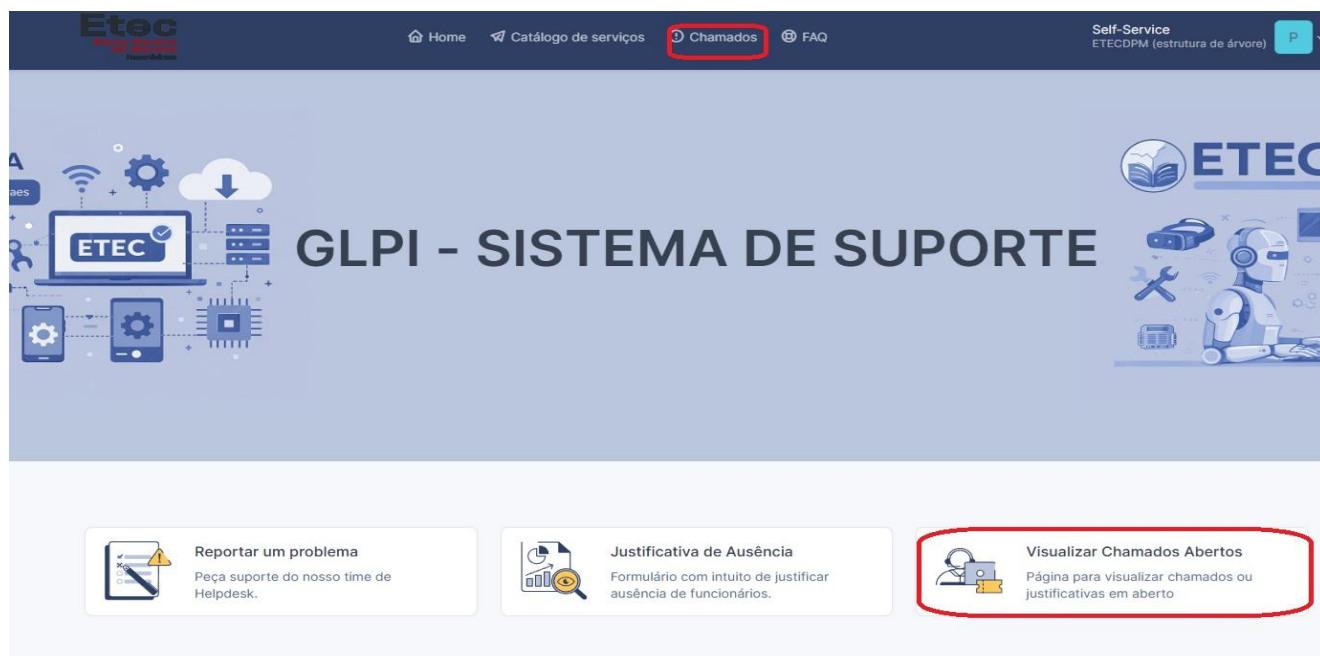 Etec
Home
Catálogo de serviços
Chamados
FAQ
Self-Service
ETECDPM (estrutura de árvore)
P
A
aes
ETEC
GLPI - SISTEMA DE SUPORTE
ETEC
Reportar um problema
Peça suporte do nosso time de
Helpdesk.
Justificativa de Ausência
Formulário com intuito de justificar
ausência de funcionários.
Visualizar Chamados Abertos
Página para visualizar chamados ou
justificativas em aberto